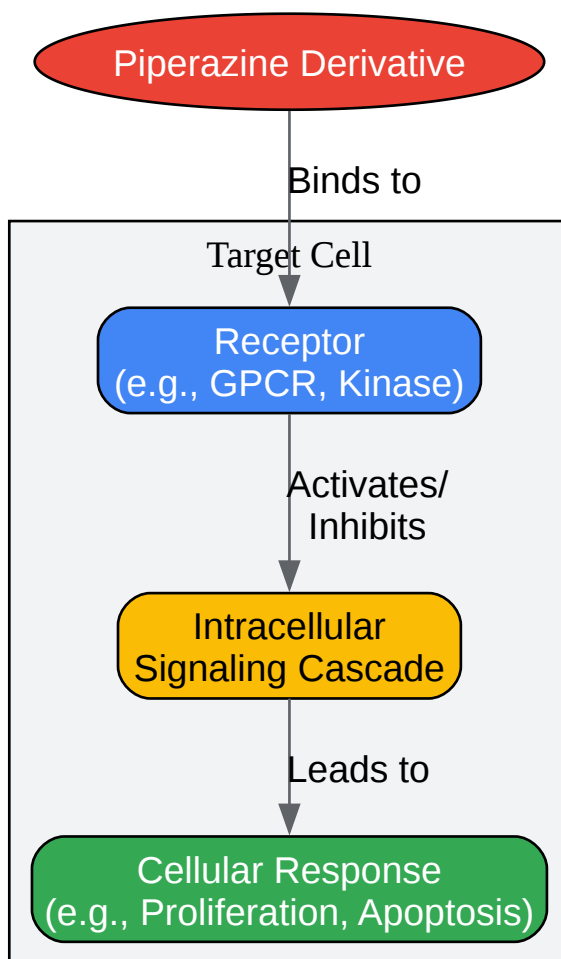 Piperazine Derivative
Binds to
Target Cell
Receptor
(e.g., GPCR, Kinase)
Activates/
Inhibits
Intracellular
Signaling Cascade
Leads to
Cellular Response
(e.g., Proliferation, Apoptosis)